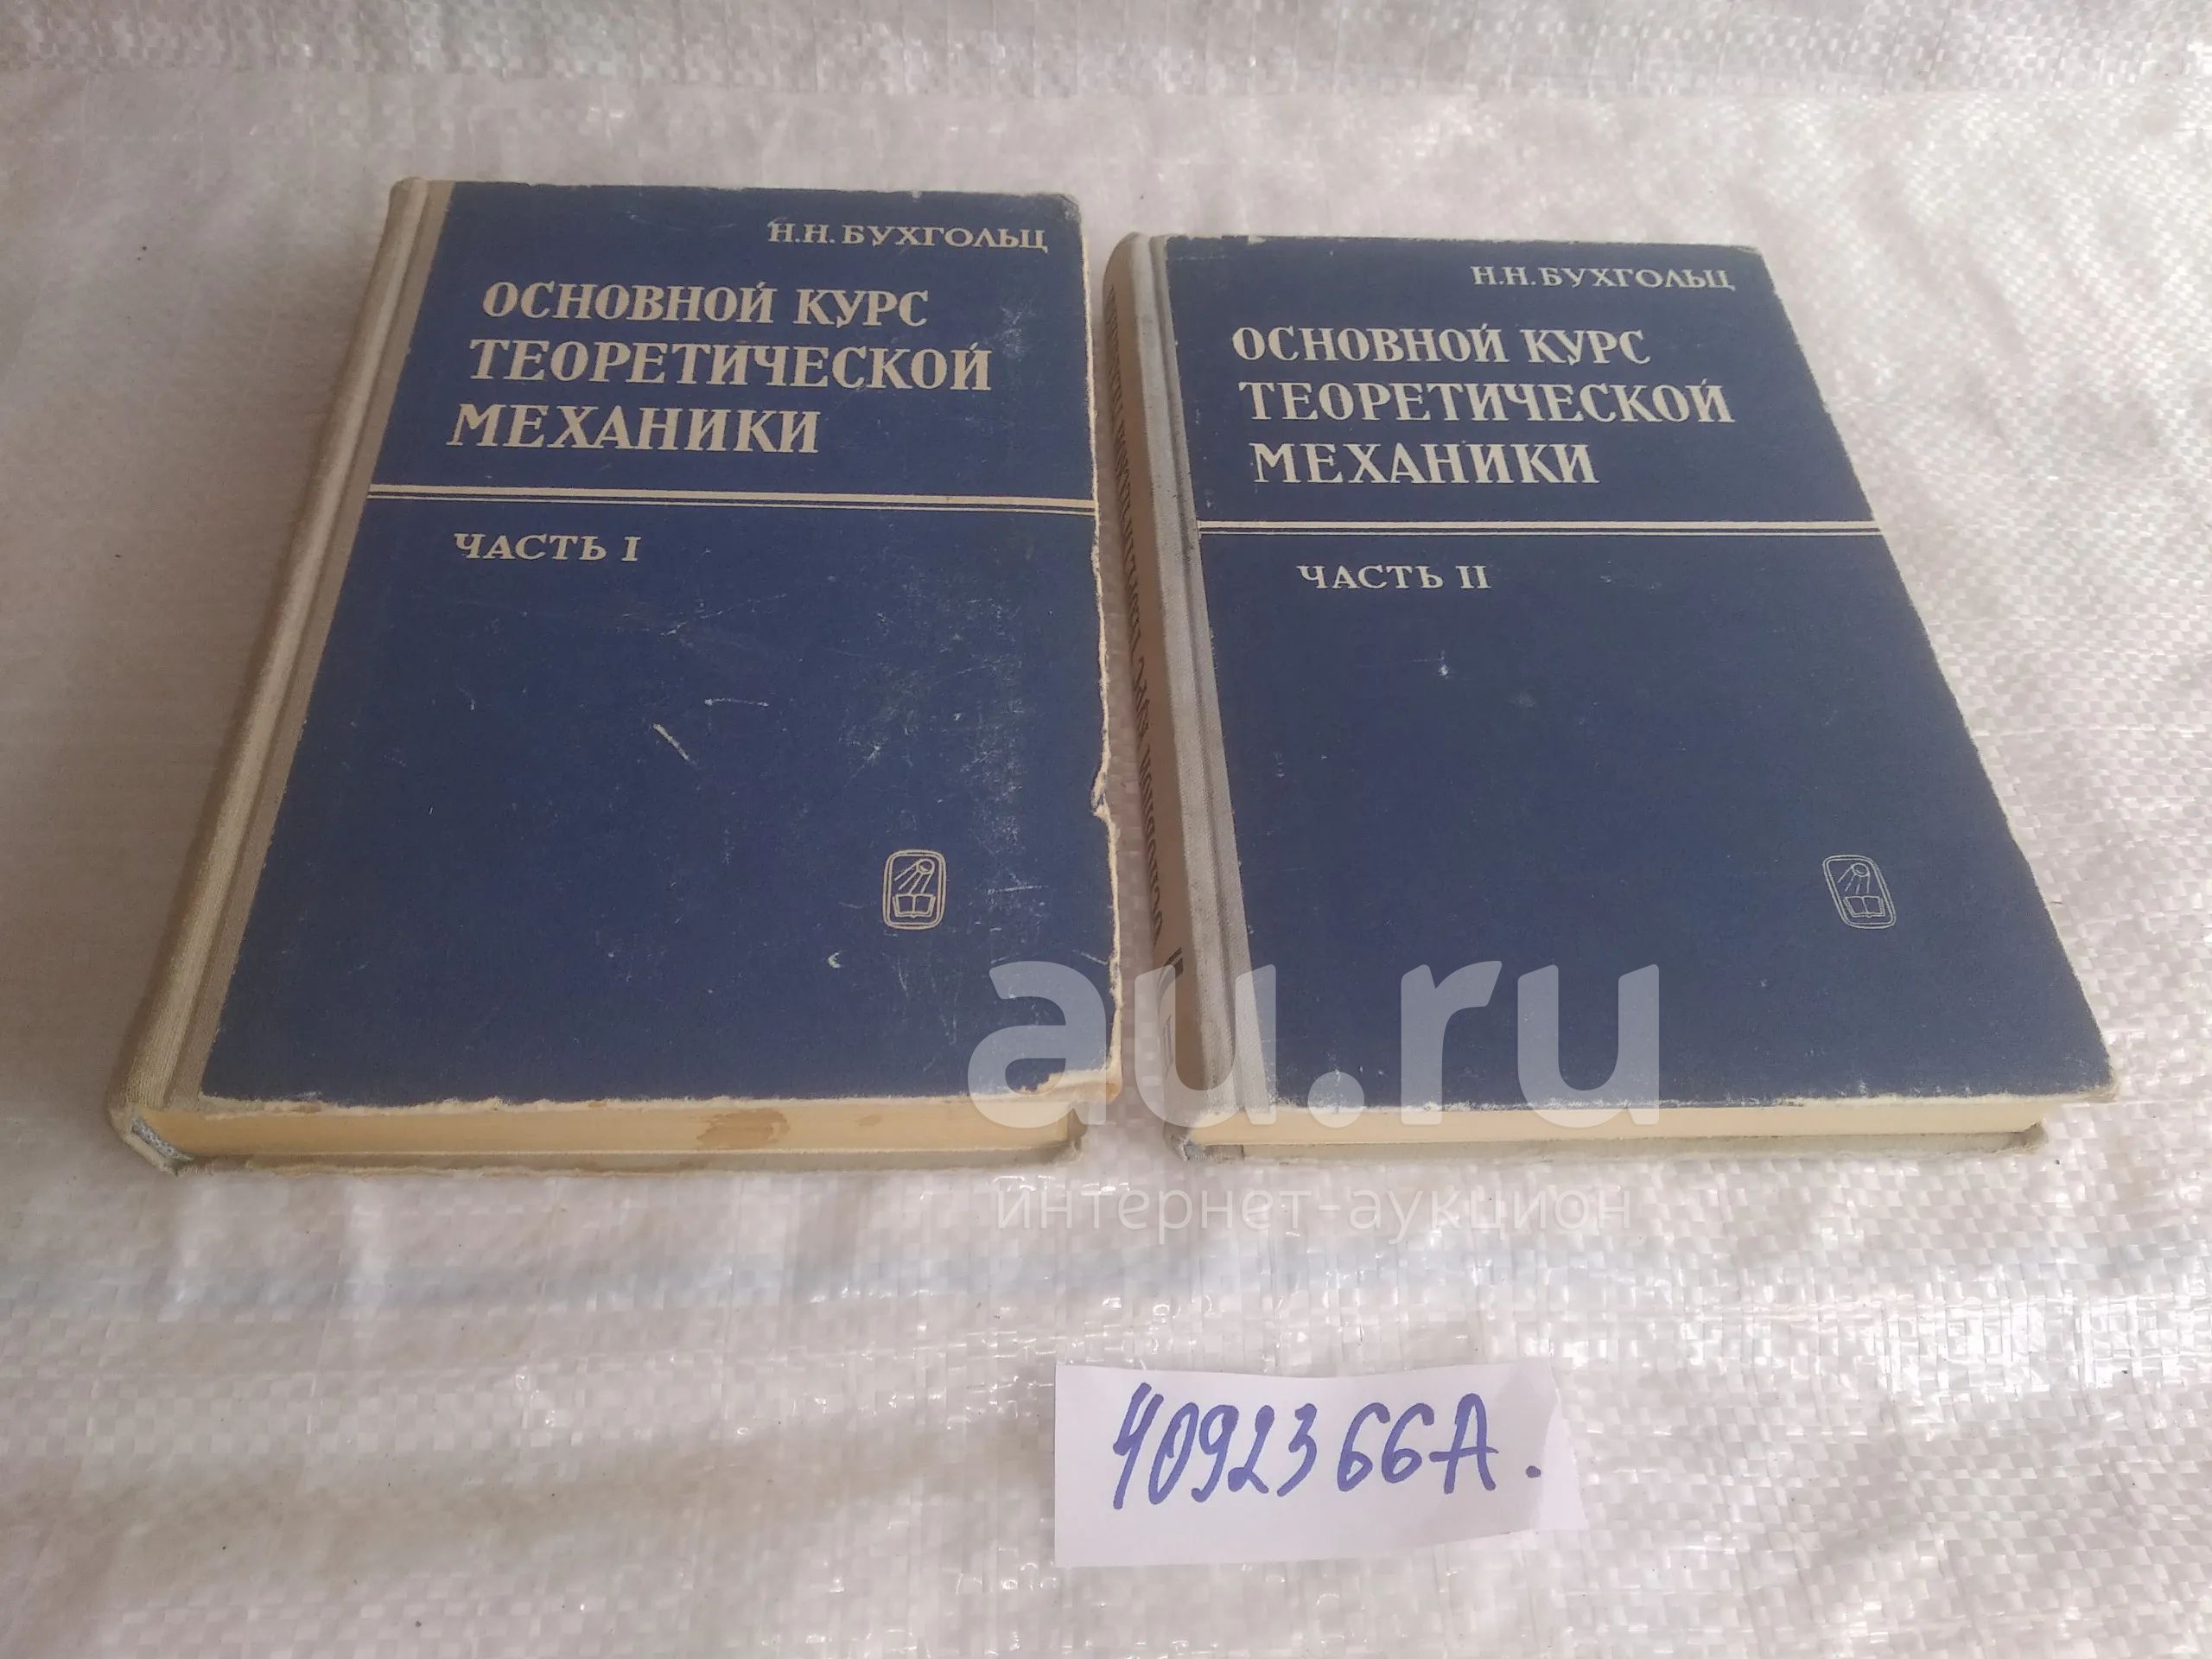 Н.Н. БУХГОЛЬЦ
ОСНОВНОЙ КУРС
ТЕОРЕТИЧЕСКОЙ
МЕХАНИКИ
ЧАСТЬ I
Н.Н. БУХГОЛЬЦ
ОСНОВНОЙ КУРС
ТЕОРЕТИЧЕСКОЙ
МЕХАНИКИ
ЧАСТЬ II
au.ru
интернет-аукцион
4092366А.